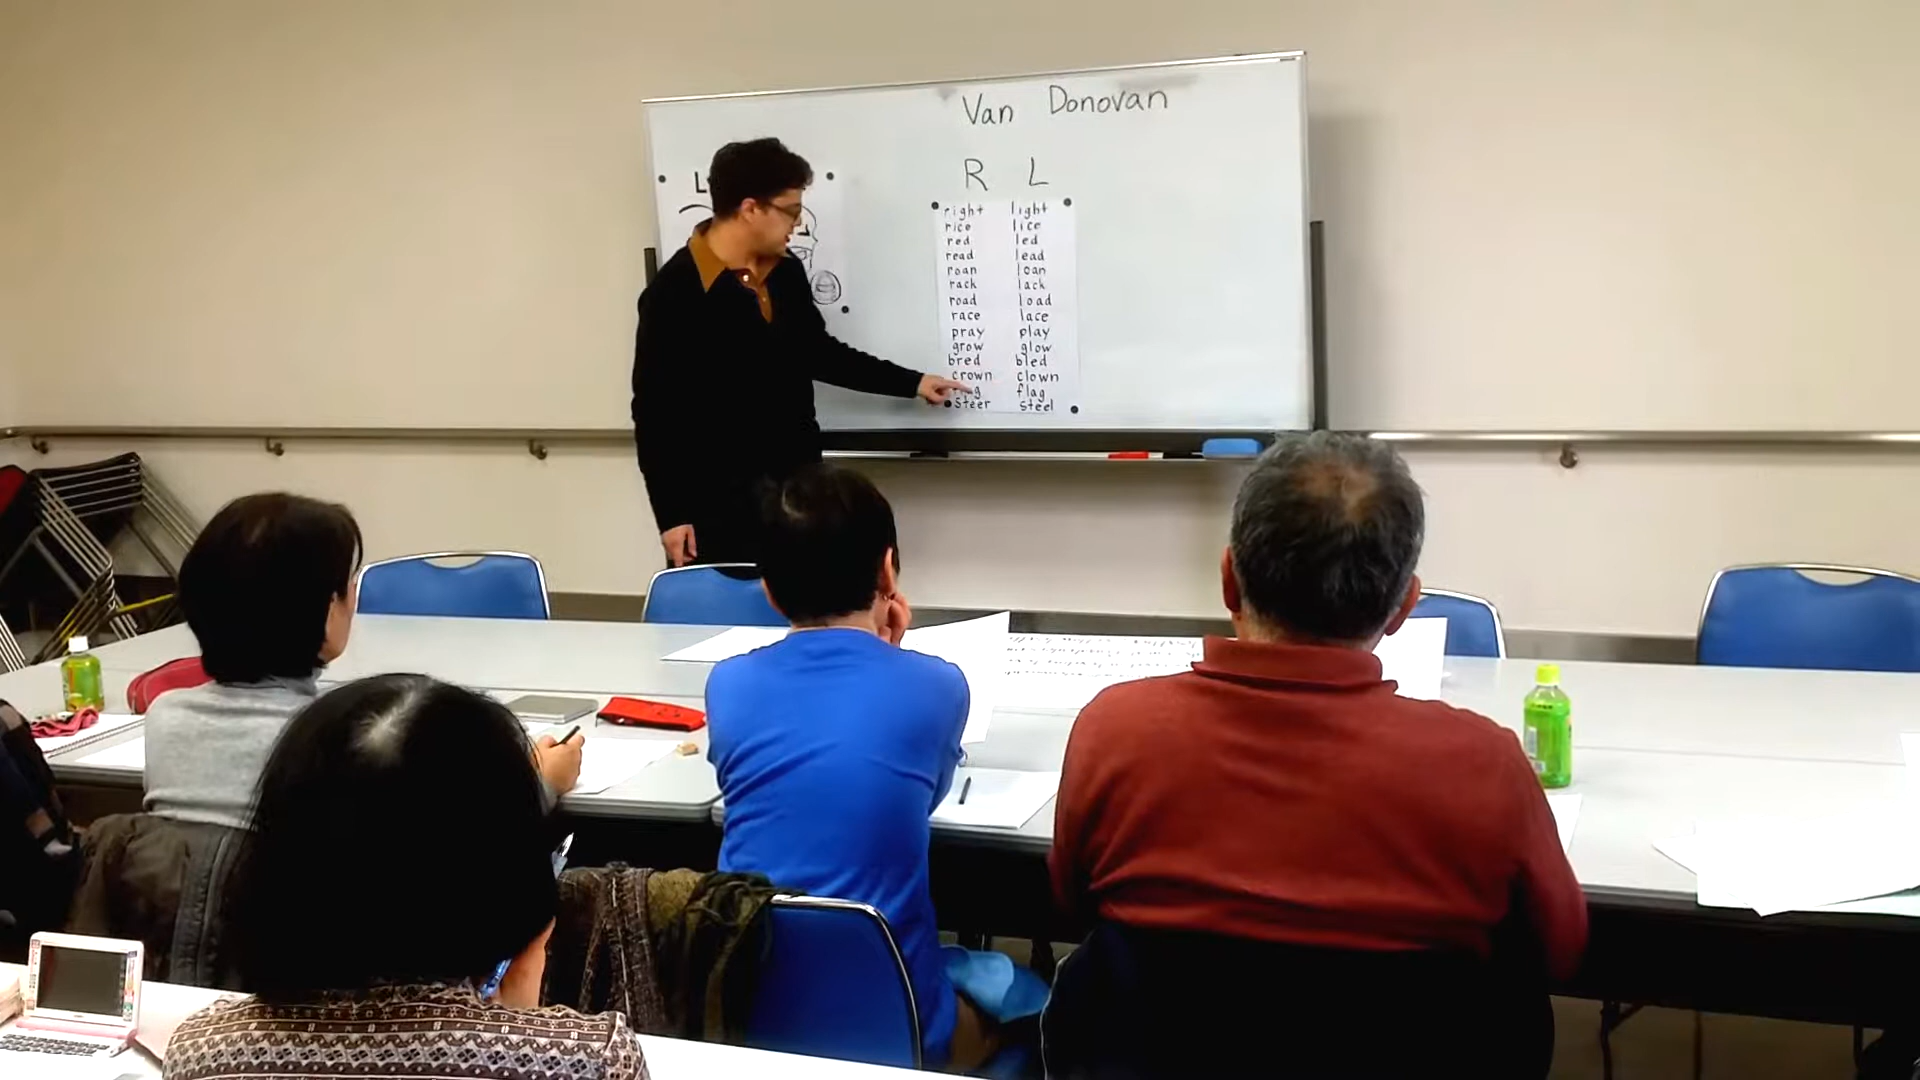 Van Donovan
R L
right light
rice lice
red led
read lead
roan loan
rack lack
road load
race lace
pray play
grow glow
bred bled
crown clown
flag
steer steel
L